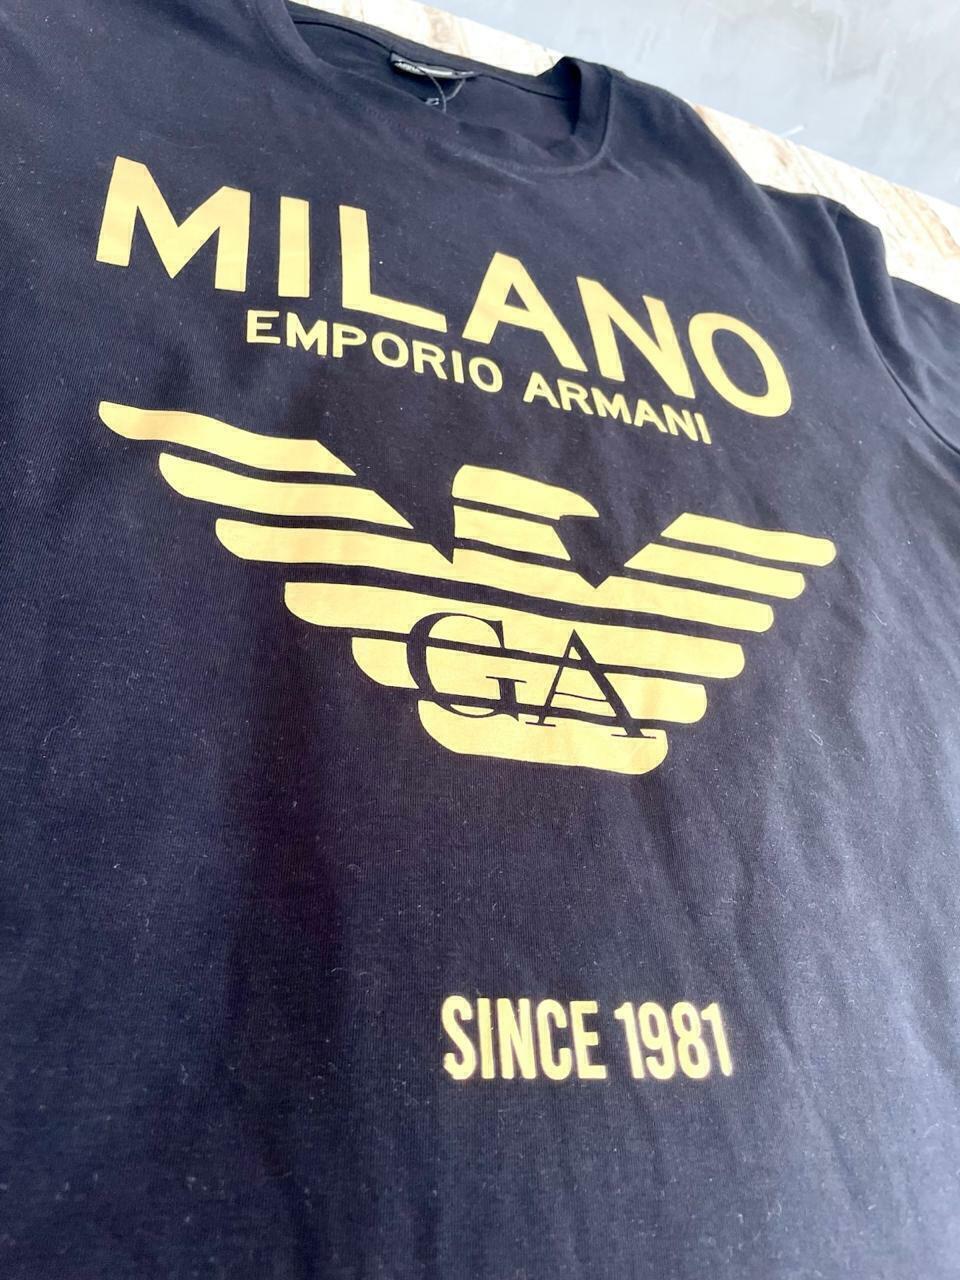 MILANO
EMPORIO ARMANI
GA
SINCE 1981